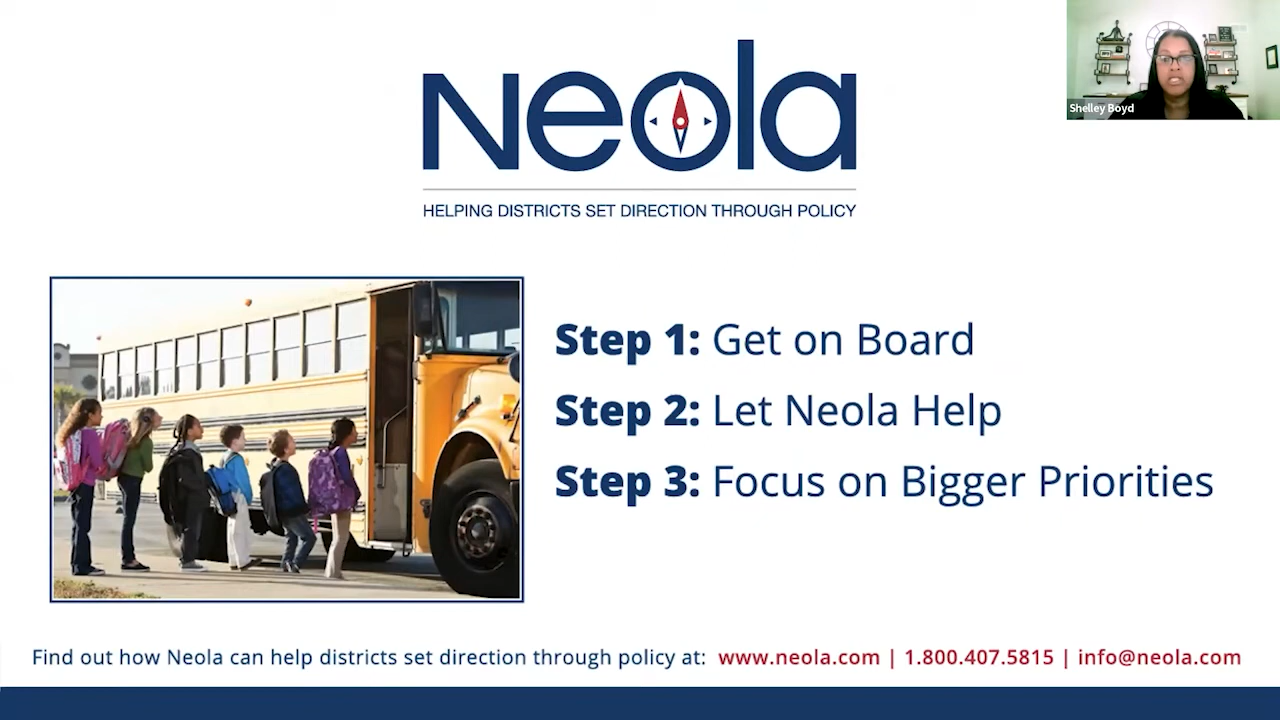 neola
HELPING DISTRICTS SET DIRECTION THROUGH POLICY
Shelley Boyd
Step 1: Get on Board
Step 2: Let Neola Help
Step 3: Focus on Bigger Priorities
Find out how Neola can help districts set direction through policy at: www.neola.com | 1.800.407.5815 | info@neola.com